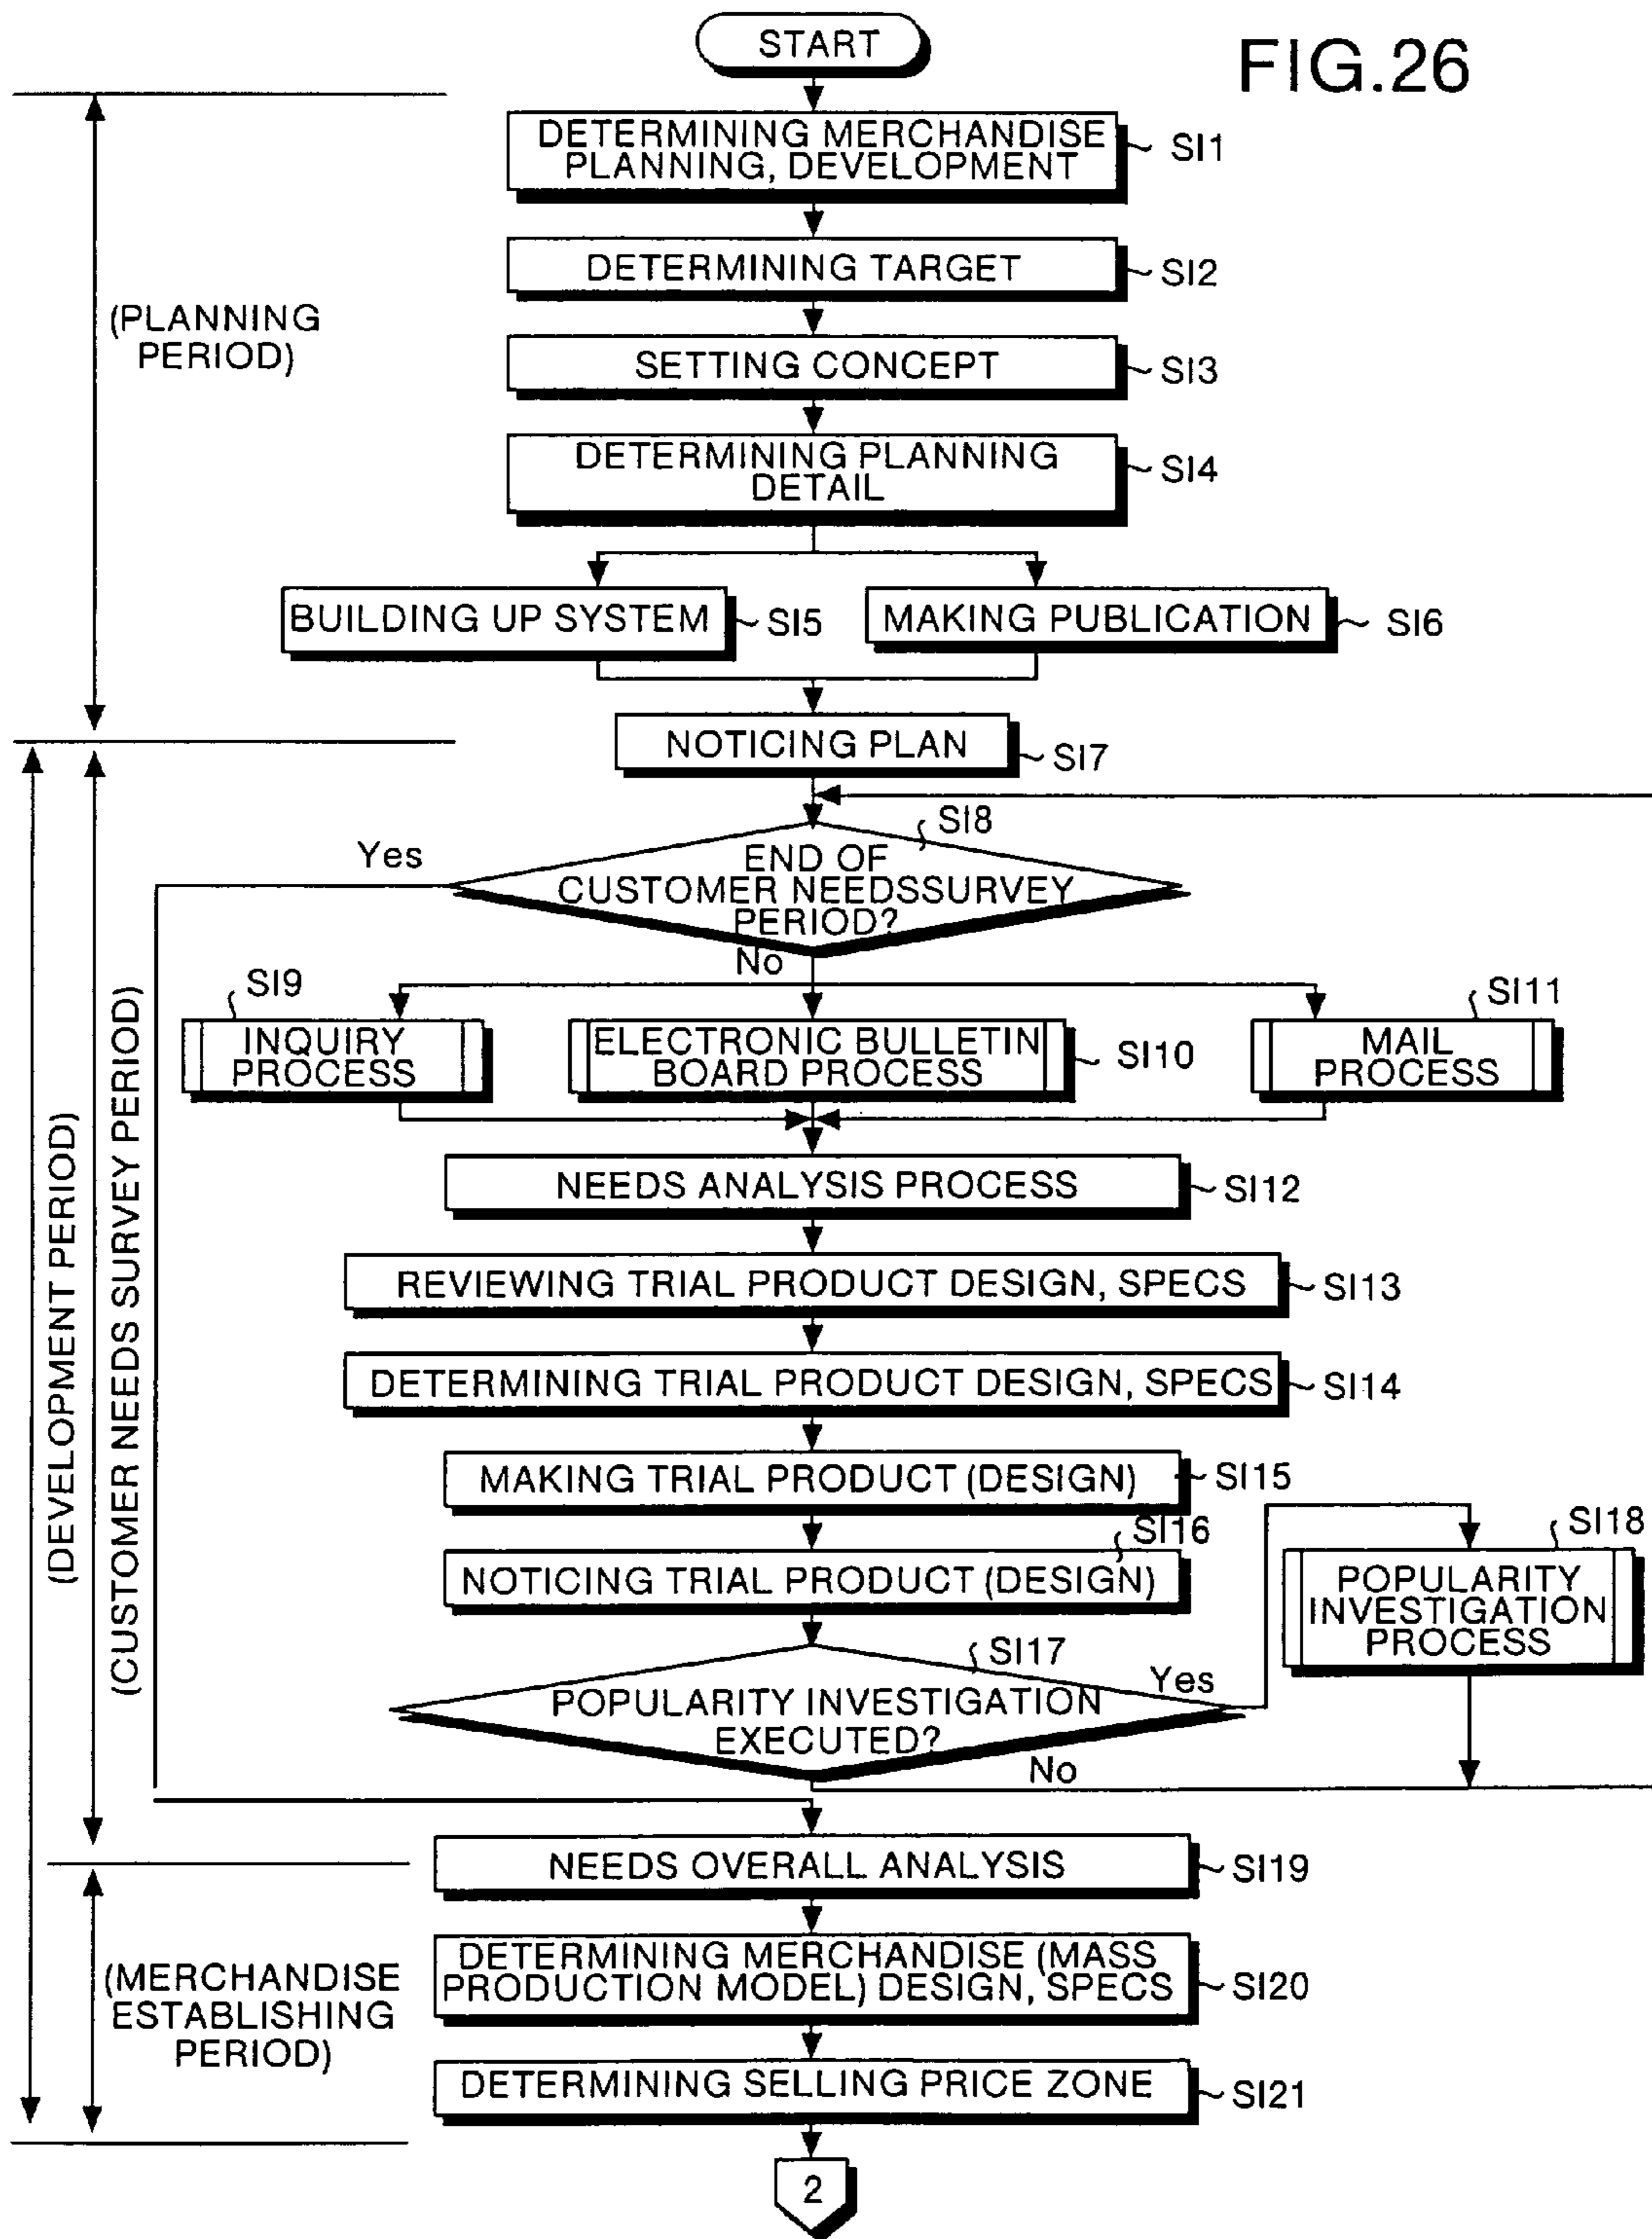 START
FIG.26
DETERMINING MERCHANDISE
PLANNING, DEVELOPMENT
SI1
DETERMINING TARGET
SI2
(PLANNING
PERIOD)
SETTING CONCEPT
SI3
DETERMINING PLANNING
DETAIL
SI4
BUILDING UP SYSTEM
SI5
MAKING PUBLICATION
SI6
NOTICING PLAN
SI7
SI8
Yes
END OF
CUSTOMER NEEDSSURVEY
PERIOD?
No
SI9
INQUIRY
PROCESS
ELECTRONIC BULLETIN
BOARD PROCESS
SI10
SI11
MAIL
PROCESS
(DEVELOPMENT PERIOD)
(CUSTOMER NEEDS SURVEY PERIOD)
NEEDS ANALYSIS PROCESS
SI12
REVIEWING TRIAL PRODUCT DESIGN, SPECS
SI13
DETERMINING TRIAL PRODUCT DESIGN, SPECS
SI14
MAKING TRIAL PRODUCT (DESIGN)
SI15
SI16
NOTICING TRIAL PRODUCT (DESIGN)
SI18
POPULARITY
INVESTIGATION
PROCESS
SI17
Yes
POPULARITY INVESTIGATION
EXECUTED?
No
NEEDS OVERALL ANALYSIS
SI19
(MERCHANDISE
ESTABLISHING
PERIOD)
DETERMINING MERCHANDISE (MASS
PRODUCTION MODEL) DESIGN, SPECS
SI20
DETERMINING SELLING PRICE ZONE
SI21
2